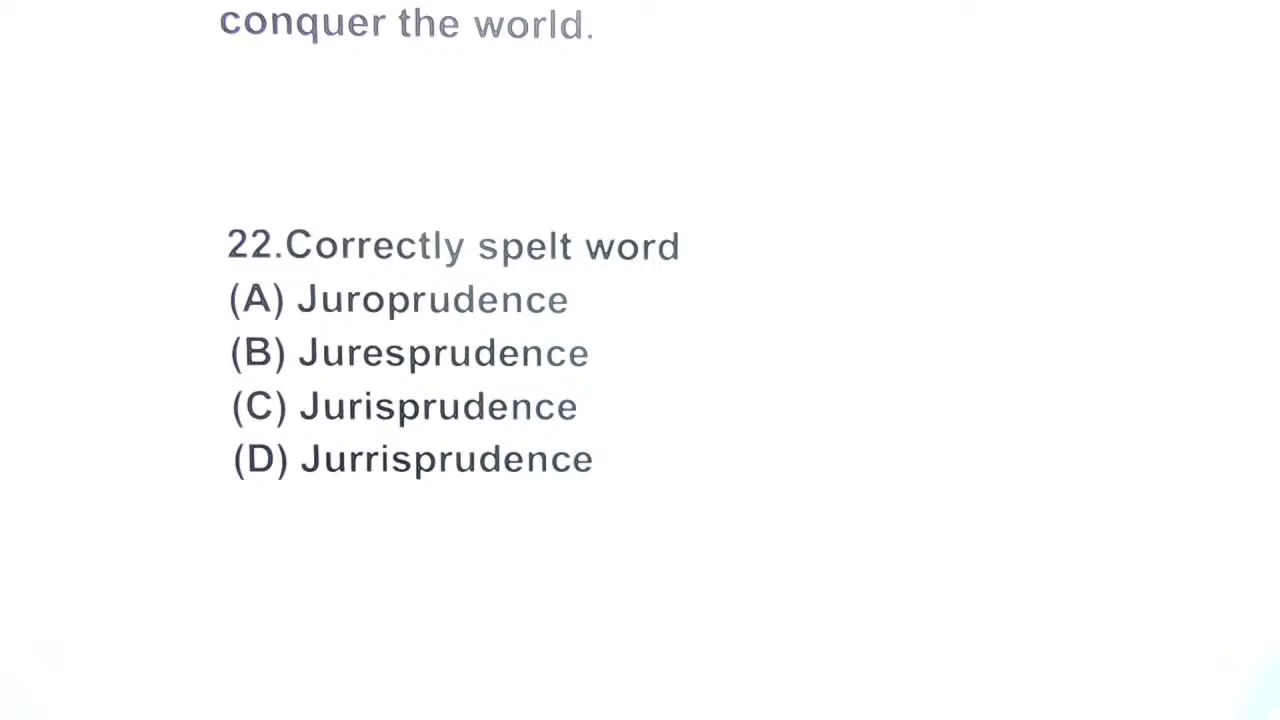 conquer the world.
22.Correctly spelt word
(A) Juroprudence
(B) Juresprudence
(C) Jurisprudence
(D) Jurrisprudence